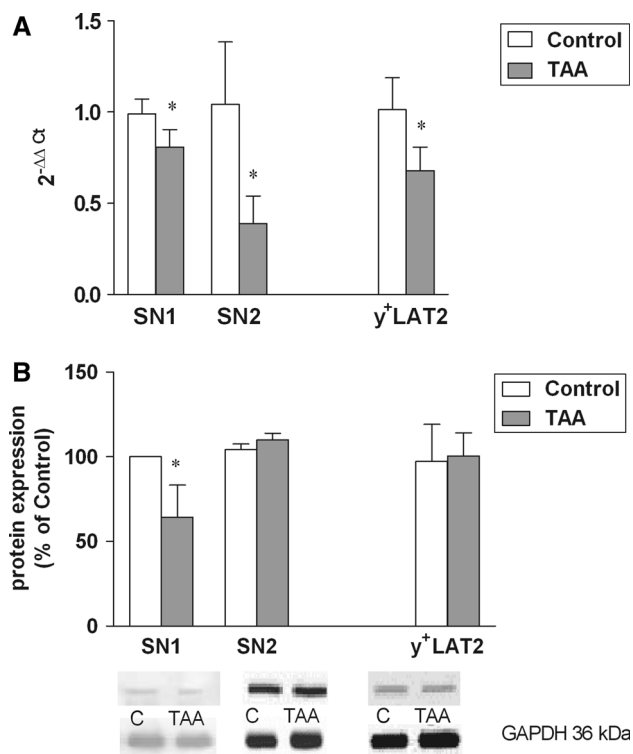 A
1.5
1.0
0.5
0.0
2^-ΔΔ Ct
Control
TAA
*
*
*
SN1 SN2 y⁺LAT2
B
150
100
50
0
protein expression
(% of Control)
Control
TAA
*
SN1 SN2 y⁺LAT2
C TAA C TAA C TAA
GAPDH 36 kDa